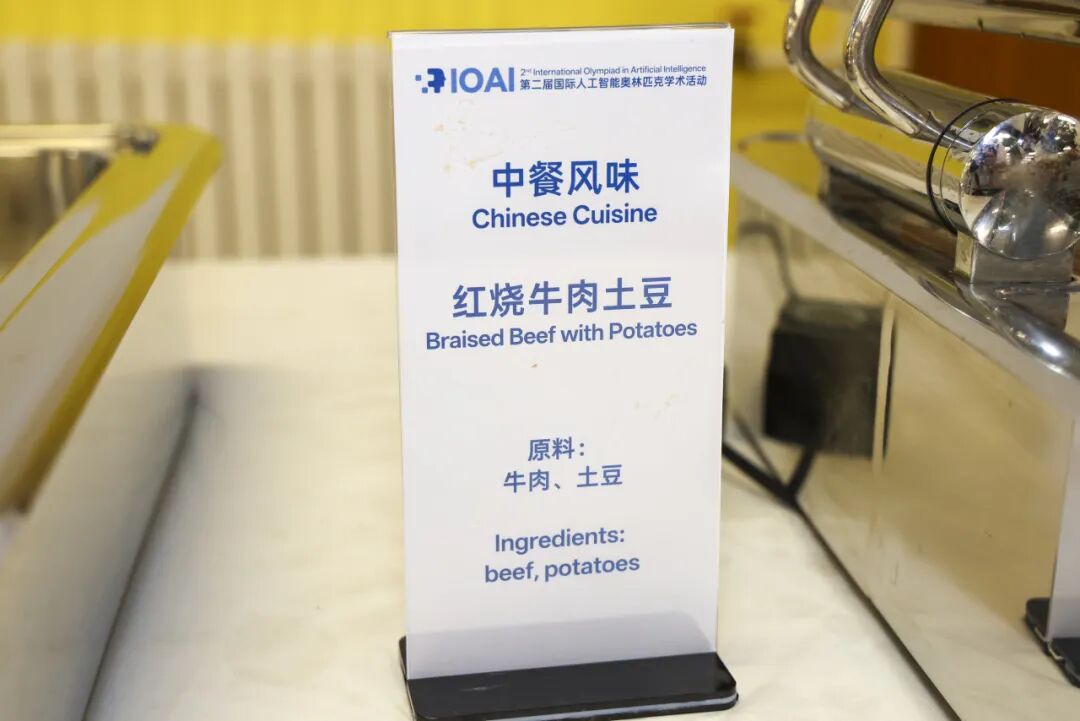 IOAI
2nd International Olympiad in Artificial Intelligence
第二届国际人工智能奥林匹克学术活动
中餐风味
Chinese Cuisine
红烧牛肉土豆
Braised Beef with Potatoes
原料：
牛肉、土豆
Ingredients:
beef, potatoes